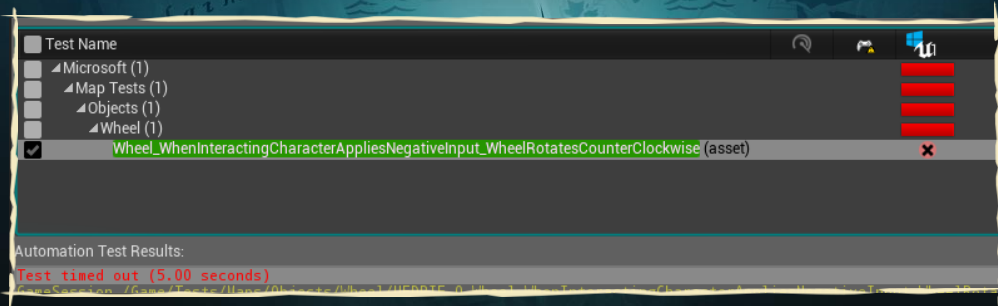 Test Name
Microsoft (1)
Map Tests (1)
Objects (1)
Wheel (1)
Wheel_WhenInteractingCharacterAppliesNegativeInput_WheelRotatesCounterClockwise (asset)
Automation Test Results:
Test timed out (5.00 seconds)